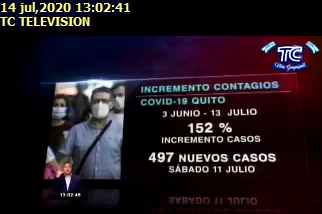 14 jul,2020 13:02:41
TC TELEVISION
TC
INCREMENTO CONTAGIOS
COVID-19 QUITO
3 JUNIO - 13 JULIO
152 %
INCREMENTO CASOS
497 NUEVOS CASOS
SÁBADO 11 JULIO
13:02:45